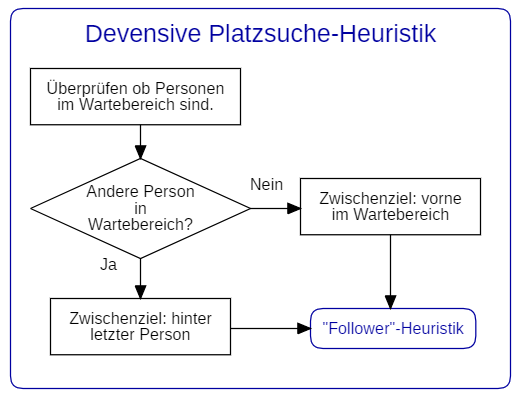 Devensive Platzsuche-Heuristik
Überprüfen ob Personen
im Wartebereich sind.
Andere Person
in
Wartebereich?
Nein
Zwischenziel: vorne
im Wartebereich
Ja
Zwischenziel: hinter
letzter Person
"Follower"-Heuristik